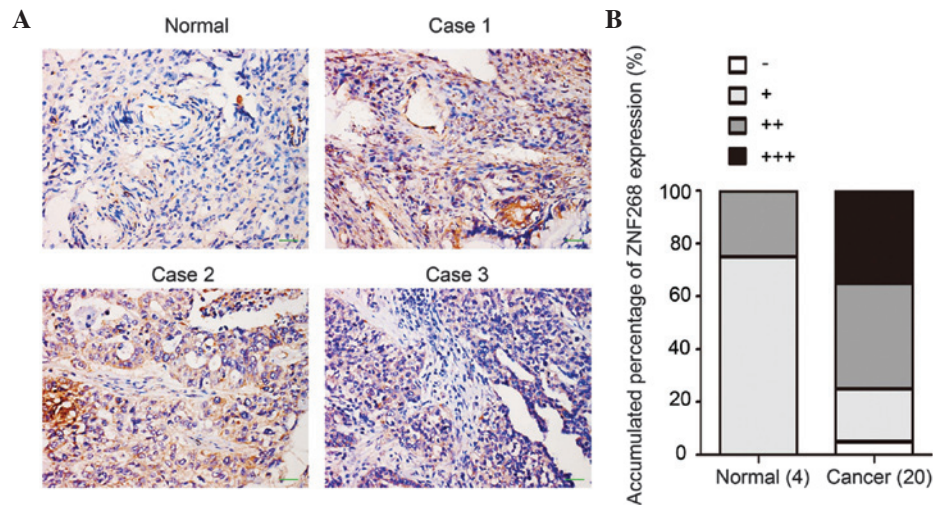 A
Normal
Case 1
Case 2
Case 3
B
Accumulated percentage of ZNF268 expression (%)
-
+
++
+++
100
80
60
40
20
0
Normal (4)
Cancer (20)